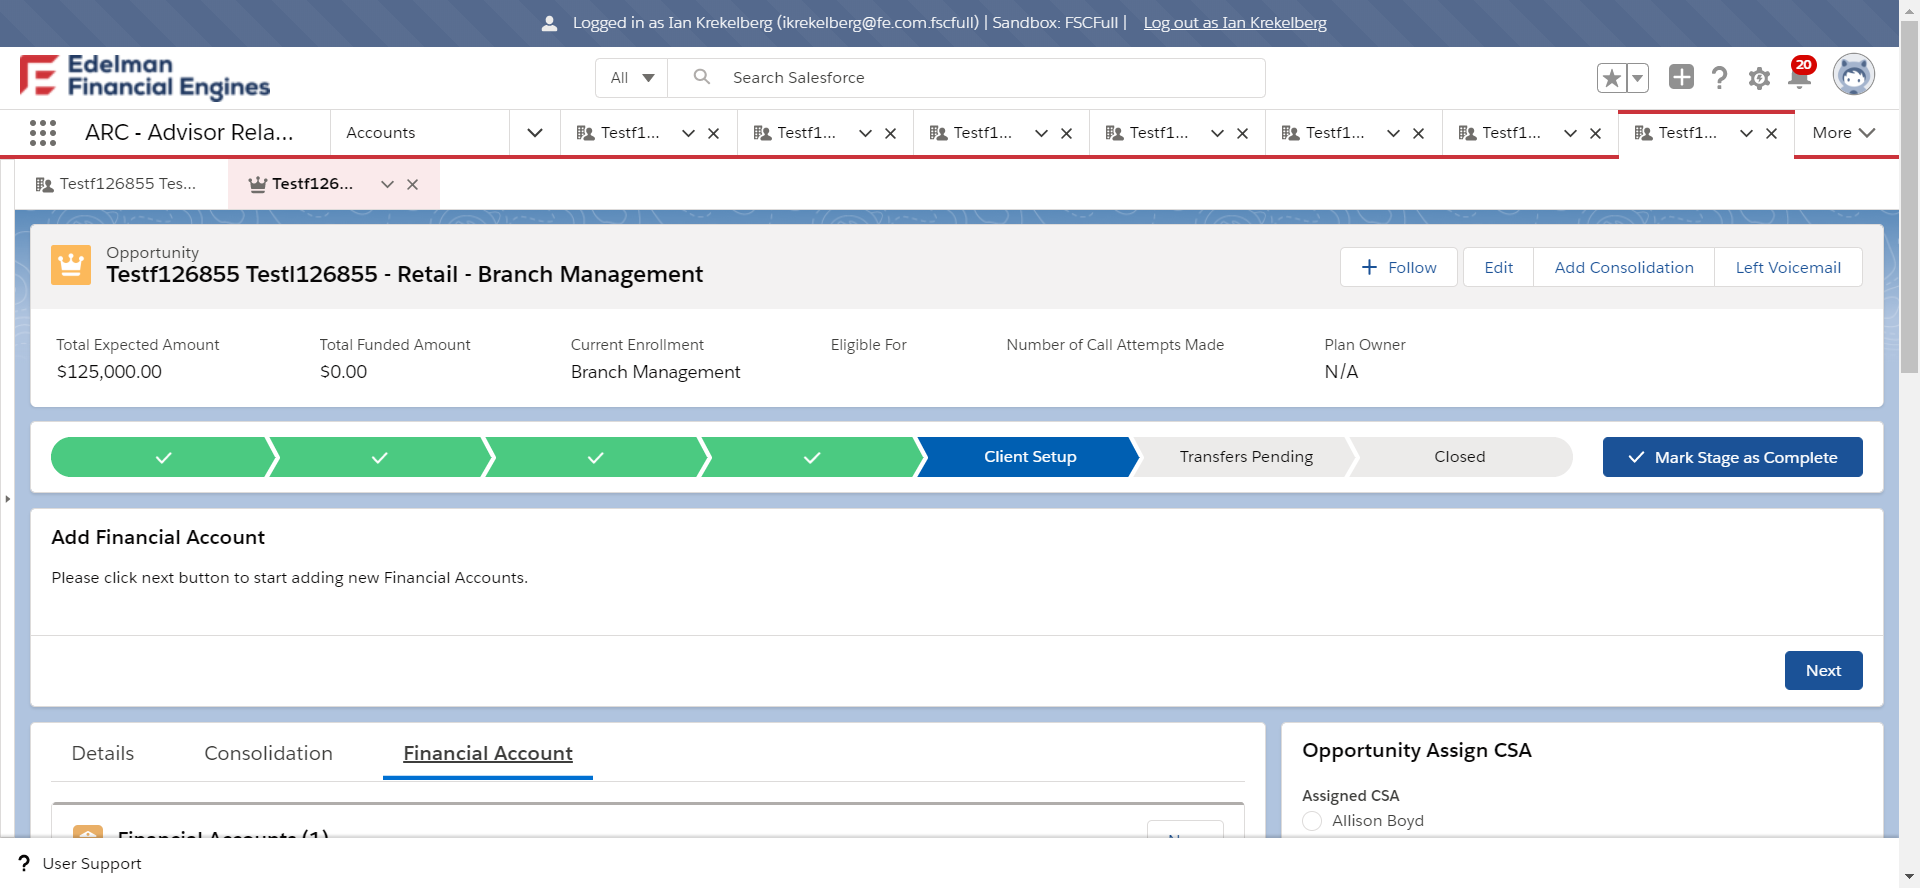 Logged in as Ian Krekelberg (ikrekelberg@fe.com.fscfull) | Sandbox: FSCFull | Log out as Ian Krekelberg
Edelman
Financial Engines
All
Search Salesforce
20
ARC - Advisor Rela...
Accounts
Testf1...
Testf1...
Testf1...
Testf1...
Testf1...
Testf1...
Testf1...
More
Testf126855 Tes...
Testf126...
Opportunity
Testf126855 Testl126855 - Retail - Branch Management
Follow
Edit
Add Consolidation
Left Voicemail
Total Expected Amount
$125,000.00
Total Funded Amount
$0.00
Current Enrollment
Branch Management
Eligible For
Number of Call Attempts Made
Plan Owner
N/A
Client Setup
Transfers Pending
Closed
Mark Stage as Complete
Add Financial Account
Please click next button to start adding new Financial Accounts.
Next
Details
Consolidation
Financial Account
Financial Accounts (1)
Opportunity Assign CSA
Assigned CSA
Allison Boyd
? User Support